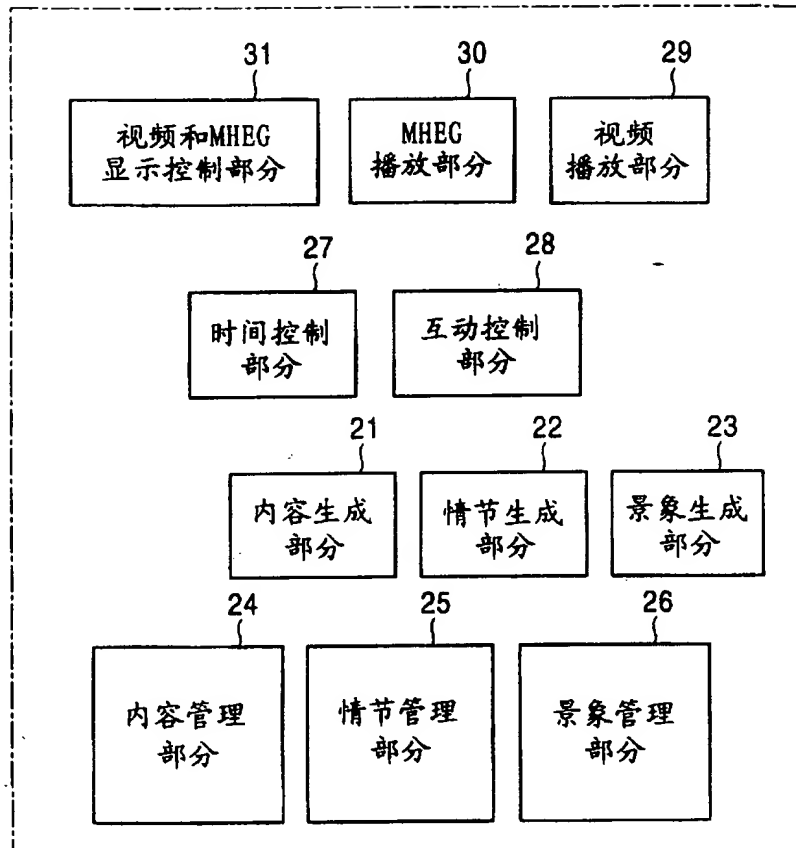 31 30 29
视频和MHEG
显示控制部分
MHEG
播放部分
视频
播放部分
27 28
时间控制
部分
互动控制
部分
21 22 23
内容生成
部分
情节生成
部分
景象生成
部分
24 25 26
内容管理
部分
情节管理
部分
景象管理
部分